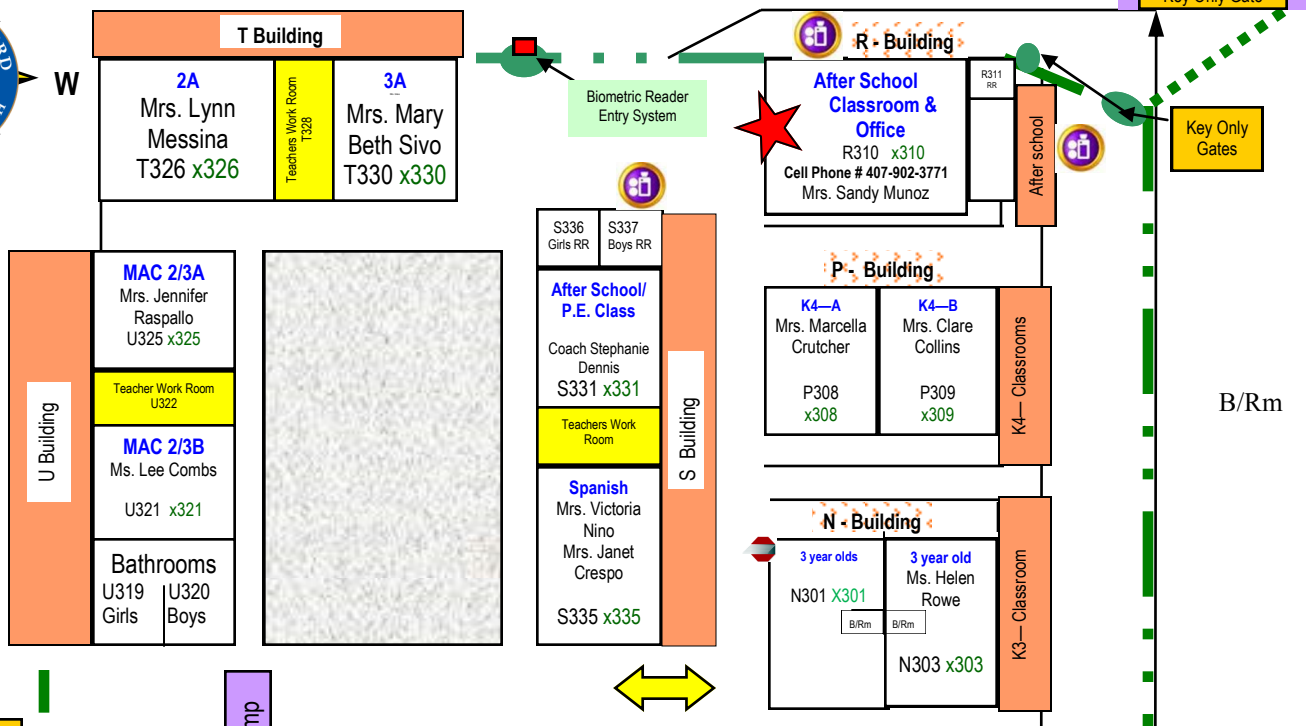 Key Only Gate
RD
H
W
T Building
2A
Mrs. Lynn
Messina
T326 x326
Teachers Work Room
T328
3A
Mrs. Mary
Beth Sivo
T330 x330
Biometric Reader
Entry System
R - Building
After School
Classroom &
Office
R310 x310
Cell Phone # 407-902-3771
Mrs. Sandy Munoz
R311
RR
After school
Key Only
Gates
MAC 2/3A
Mrs. Jennifer
Raspallo
U325 x325
Teacher Work Room
U322
MAC 2/3B
Ms. Lee Combs
U321 x321
Bathrooms
U319
Girls
U320
Boys
U Building
S336
Girls RR
S337
Boys RR
After School/
P.E. Class
Coach Stephanie
Dennis
S331 x331
Teachers Work
Room
Spanish
Mrs. Victoria
Nino
Mrs. Janet
Crespo
S335 x335
S Building
P - Building
K4—A
Mrs. Marcella
Crutcher
P308
x308
K4—B
Mrs. Clare
Collins
P309
x309
K4— Classrooms
B/Rm
N - Building
3 year olds
N301 X301
B/Rm
3 year old
Ms. Helen
Rowe
B/Rm
N303 x303
K3— Classroom
mp